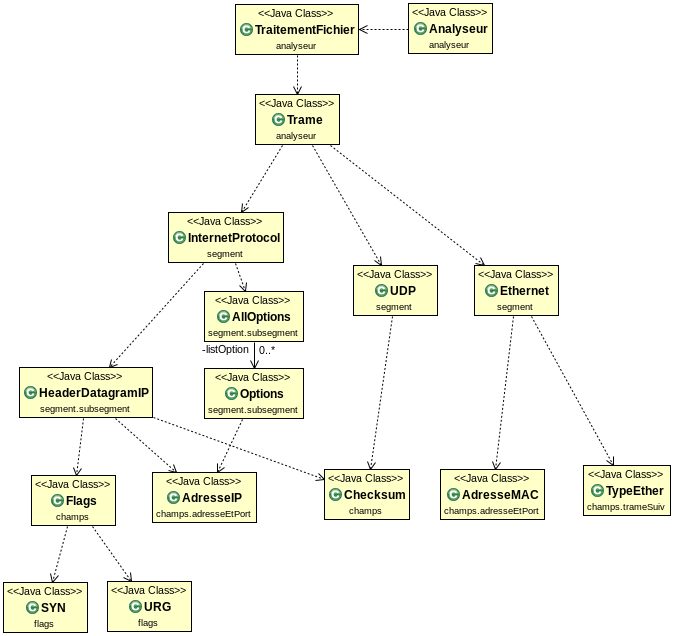 <<Java Class>>
TraitementFichier
analyseur
<<Java Class>>
Analyseur
analyseur
<<Java Class>>
Trame
analyseur
<<Java Class>>
InternetProtocol
segment
<<Java Class>>
UDP
segment
<<Java Class>>
Ethernet
segment
<<Java Class>>
AllOptions
segment.subsegment
-listOption 0..*
<<Java Class>>
HeaderDatagramIP
segment.subsegment
<<Java Class>>
Options
segment.subsegment
<<Java Class>>
Flags
champs
<<Java Class>>
AdresseIP
champs.adresseEtPort
<<Java Class>>
Checksum
champs
<<Java Class>>
AdresseMAC
champs.adresseEtPort
<<Java Class>>
TypeEther
champs.trameSuiv
<<Java Class>>
SYN
flags
<<Java Class>>
URG
flags